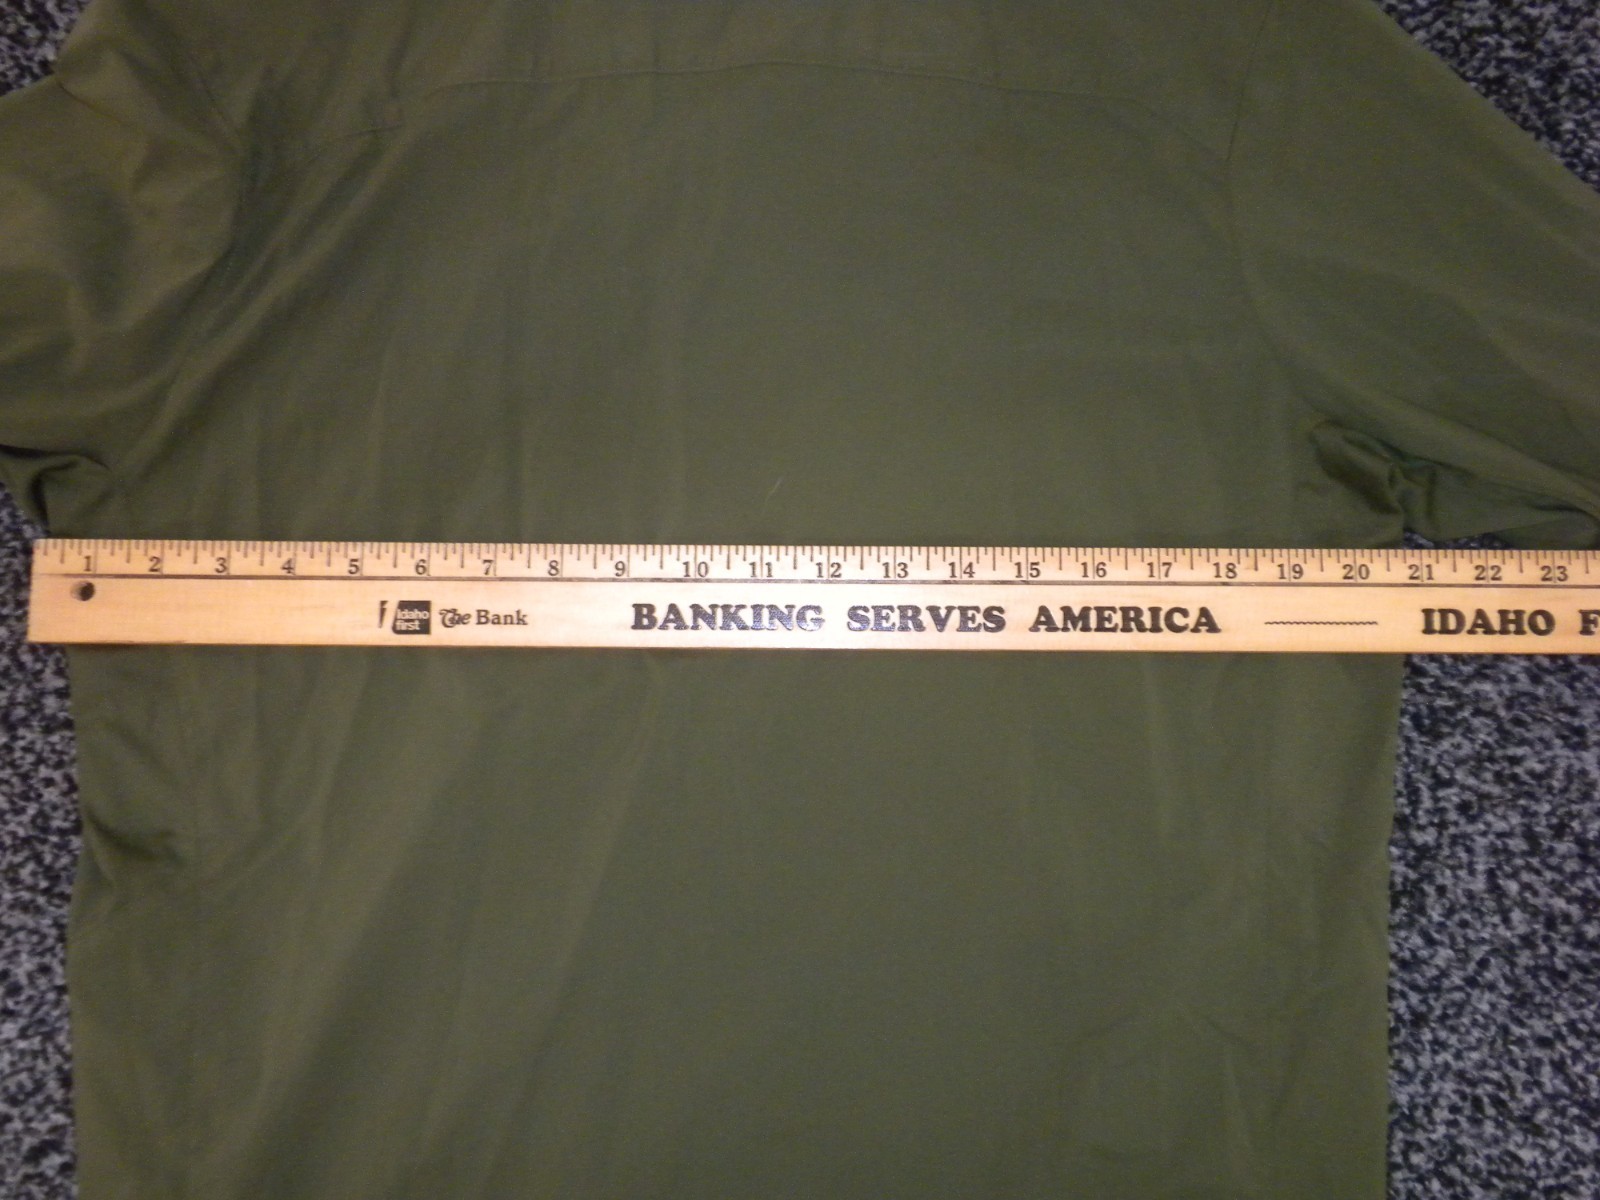 1 2 3 4 5 6 7 8 9 10 11 12 13 14 15 16 17 18 19 20 21 22 23
Idaho first The Bank BANKING SERVES AMERICA IDAHO F